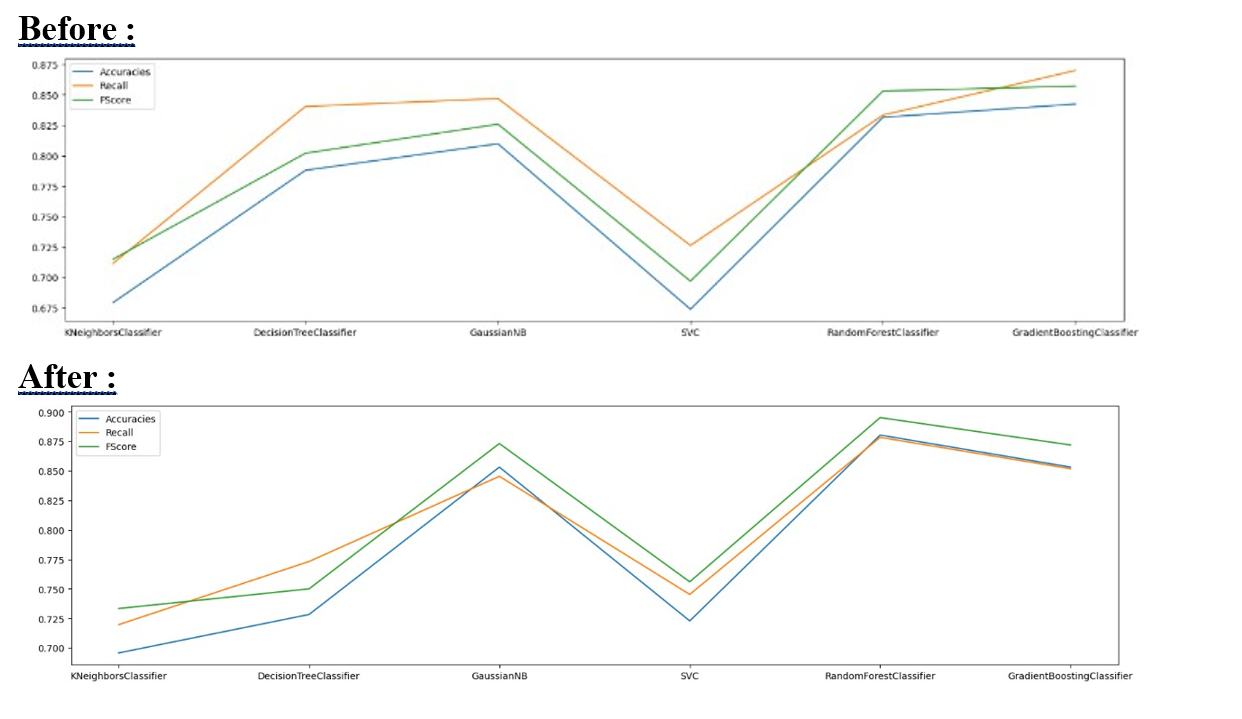 Before :
0.875
0.850
0.825
0.800
0.775
0.750
0.725
0.700
0.675
Accuracies
Recall
FScore
KNeighborsClassifier DecisionTreeClassifier GaussianNB SVC RandomForestClassifier GradientBoostingClassifier
After :
0.900
0.875
0.850
0.825
0.800
0.775
0.750
0.725
0.700
Accuracies
Recall
FScore
KNeighborsClassifier DecisionTreeClassifier GaussianNB SVC RandomForestClassifier GradientBoostingClassifier